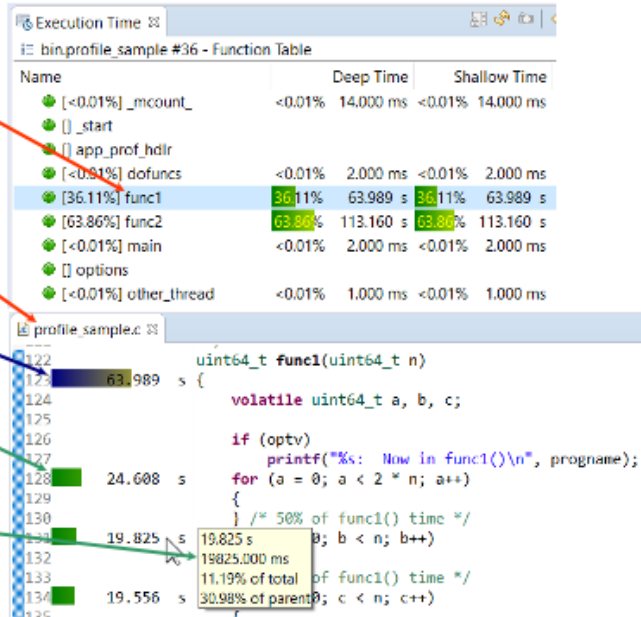 Execution Time
bin.profile_sample #36 - Function Table
Name Deep Time Shallow Time
[<0.01%] _mcount_ <0.01% 14.000 ms <0.01% 14.000 ms
[] _start
[] app_prof_hdlr
[<0.01%] dofuncs <0.01% 2.000 ms <0.01% 2.000 ms
[36.11%] func1 36.11% 63.989 s 36.11% 63.989 s
[63.86%] func2 63.86% 113.160 s 63.86% 113.160 s
[<0.01%] main <0.01% 2.000 ms <0.01% 2.000 ms
[] options
[<0.01%] other_thread <0.01% 1.000 ms <0.01% 1.000 ms
profile_sample.c
122 uint64_t func1(uint64_t n)
123 63.989 s {
124 volatile uint64_t a, b, c;
125
126 if (optv)
127 printf("%s: Now in func1()\n", progname);
128 24.608 s for (a = 0; a < 2 * n; a++)
129 {
130 } /* 50% of func1() time */
131 19.825 s 0; b < n; b++)
19.825 s
19825.000 ms
11.19% of total
30.98% of parent
132
133 of func1() time */
134 19.556 s 0; c < n; c++)
135 {